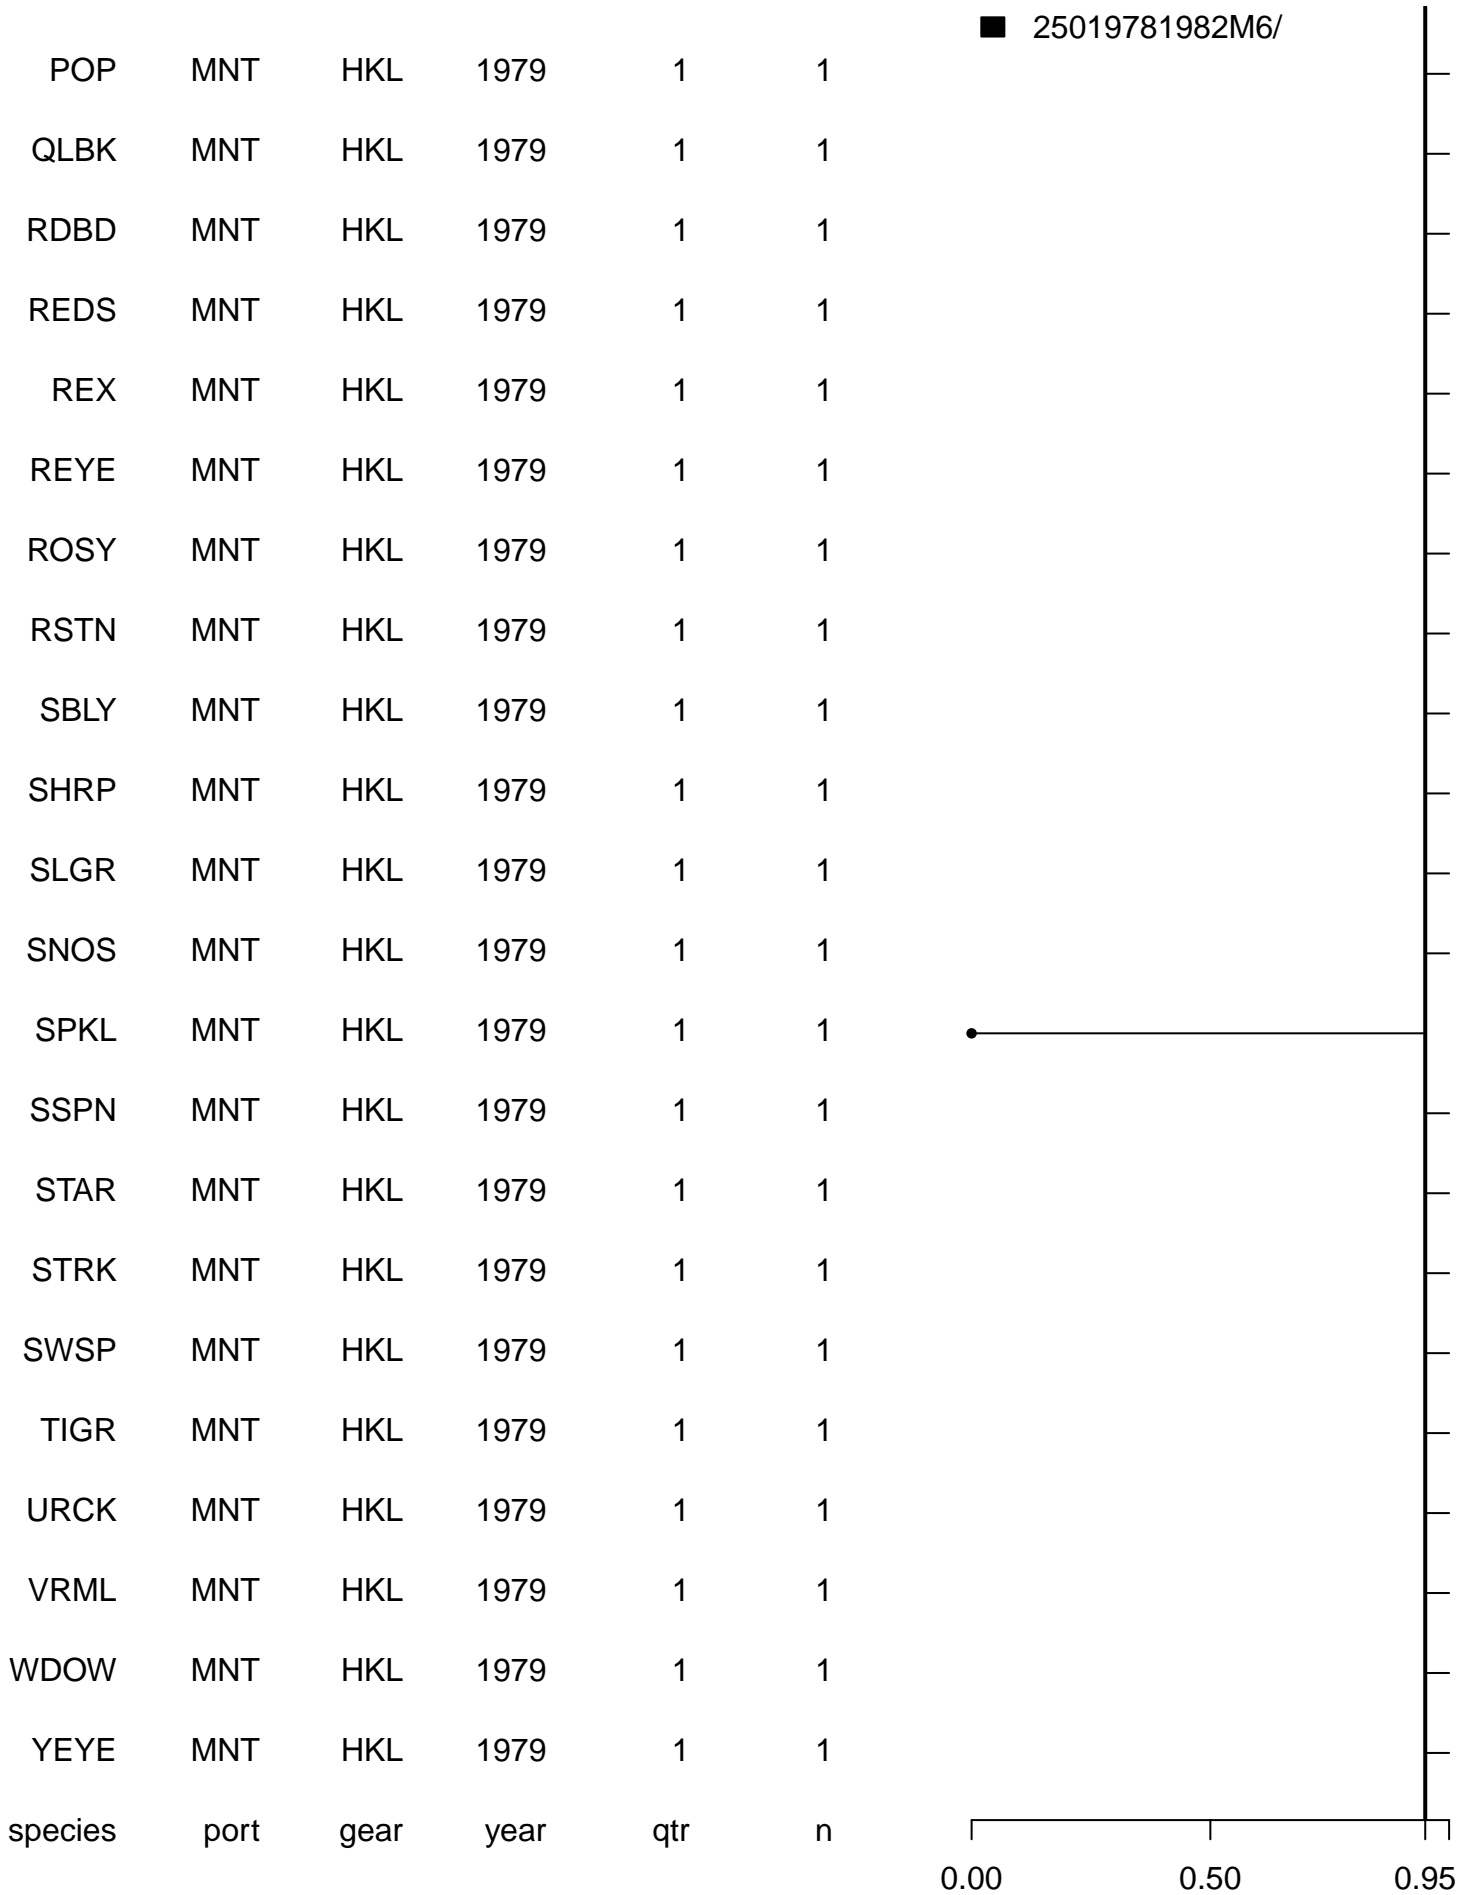 25019781982M6/
POP MNT HKL 1979 1 1
QLBK MNT HKL 1979 1 1
RDBD MNT HKL 1979 1 1
REDS MNT HKL 1979 1 1
REX MNT HKL 1979 1 1
REYE MNT HKL 1979 1 1
ROSY MNT HKL 1979 1 1
RSTN MNT HKL 1979 1 1
SBLY MNT HKL 1979 1 1
SHRP MNT HKL 1979 1 1
SLGR MNT HKL 1979 1 1
SNOS MNT HKL 1979 1 1
SPKL MNT HKL 1979 1 1
SSPN MNT HKL 1979 1 1
STAR MNT HKL 1979 1 1
STRK MNT HKL 1979 1 1
SWSP MNT HKL 1979 1 1
TIGR MNT HKL 1979 1 1
URCK MNT HKL 1979 1 1
VRML MNT HKL 1979 1 1
WDOW MNT HKL 1979 1 1
YEYE MNT HKL 1979 1 1
species port gear year qtr n
0.00 0.50 0.95